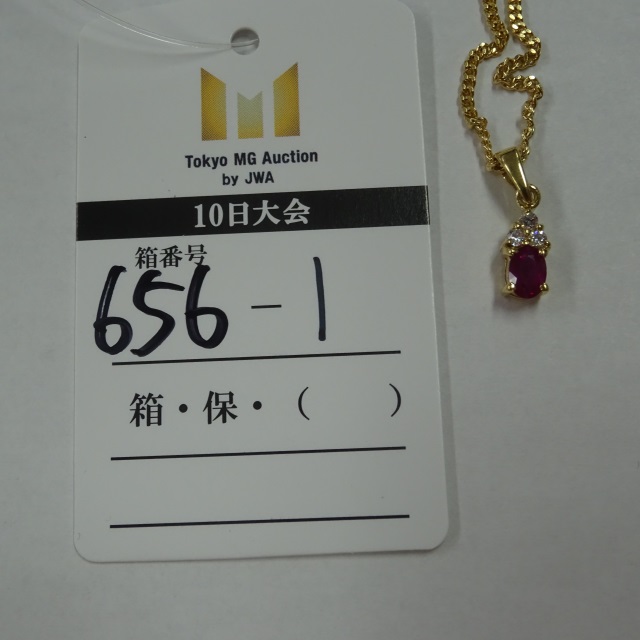 Tokyo MG Auction
by JWA
10日大会
箱番号
656-1
箱・保・（　　）